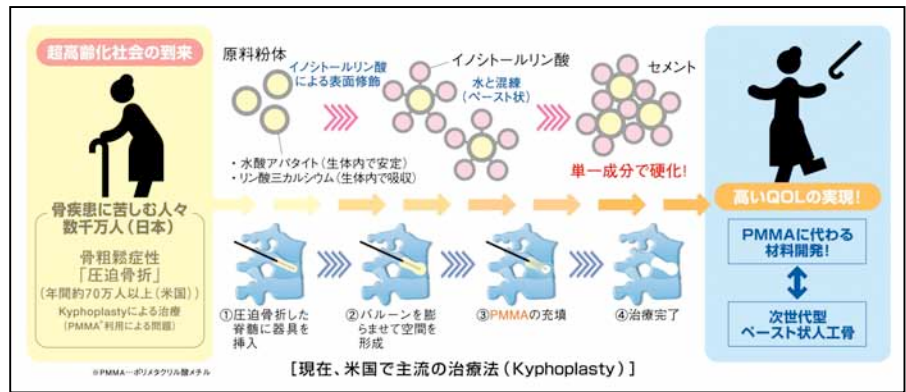 超高齢化社会の到来
骨疾患に苦しむ人々
数千万人（日本）
骨粗鬆症性
「圧迫骨折」
（年間約70万人以上（米国））
Kyphoplastyによる治療
（PMMA※利用による問題）
※PMMA…ポリメタクリル酸メチル
原料粉体
イノシトールリン酸
による表面修飾
イノシトールリン酸
水と混練
（ペースト状）
セメント
・水酸アパタイト（生体内で安定）
・リン酸三カルシウム（生体内で吸収）
単一成分で硬化!
①圧迫骨折した
脊髄に器具を
挿入
②バルーンを膨
らませて空間を
形成
③PMMAの充填
④治療完了
[現在、米国で主流の治療法（Kyphoplasty）]
高いQOLの実現!
PMMAに代わる
材料開発!
次世代型
ペースト状人工骨